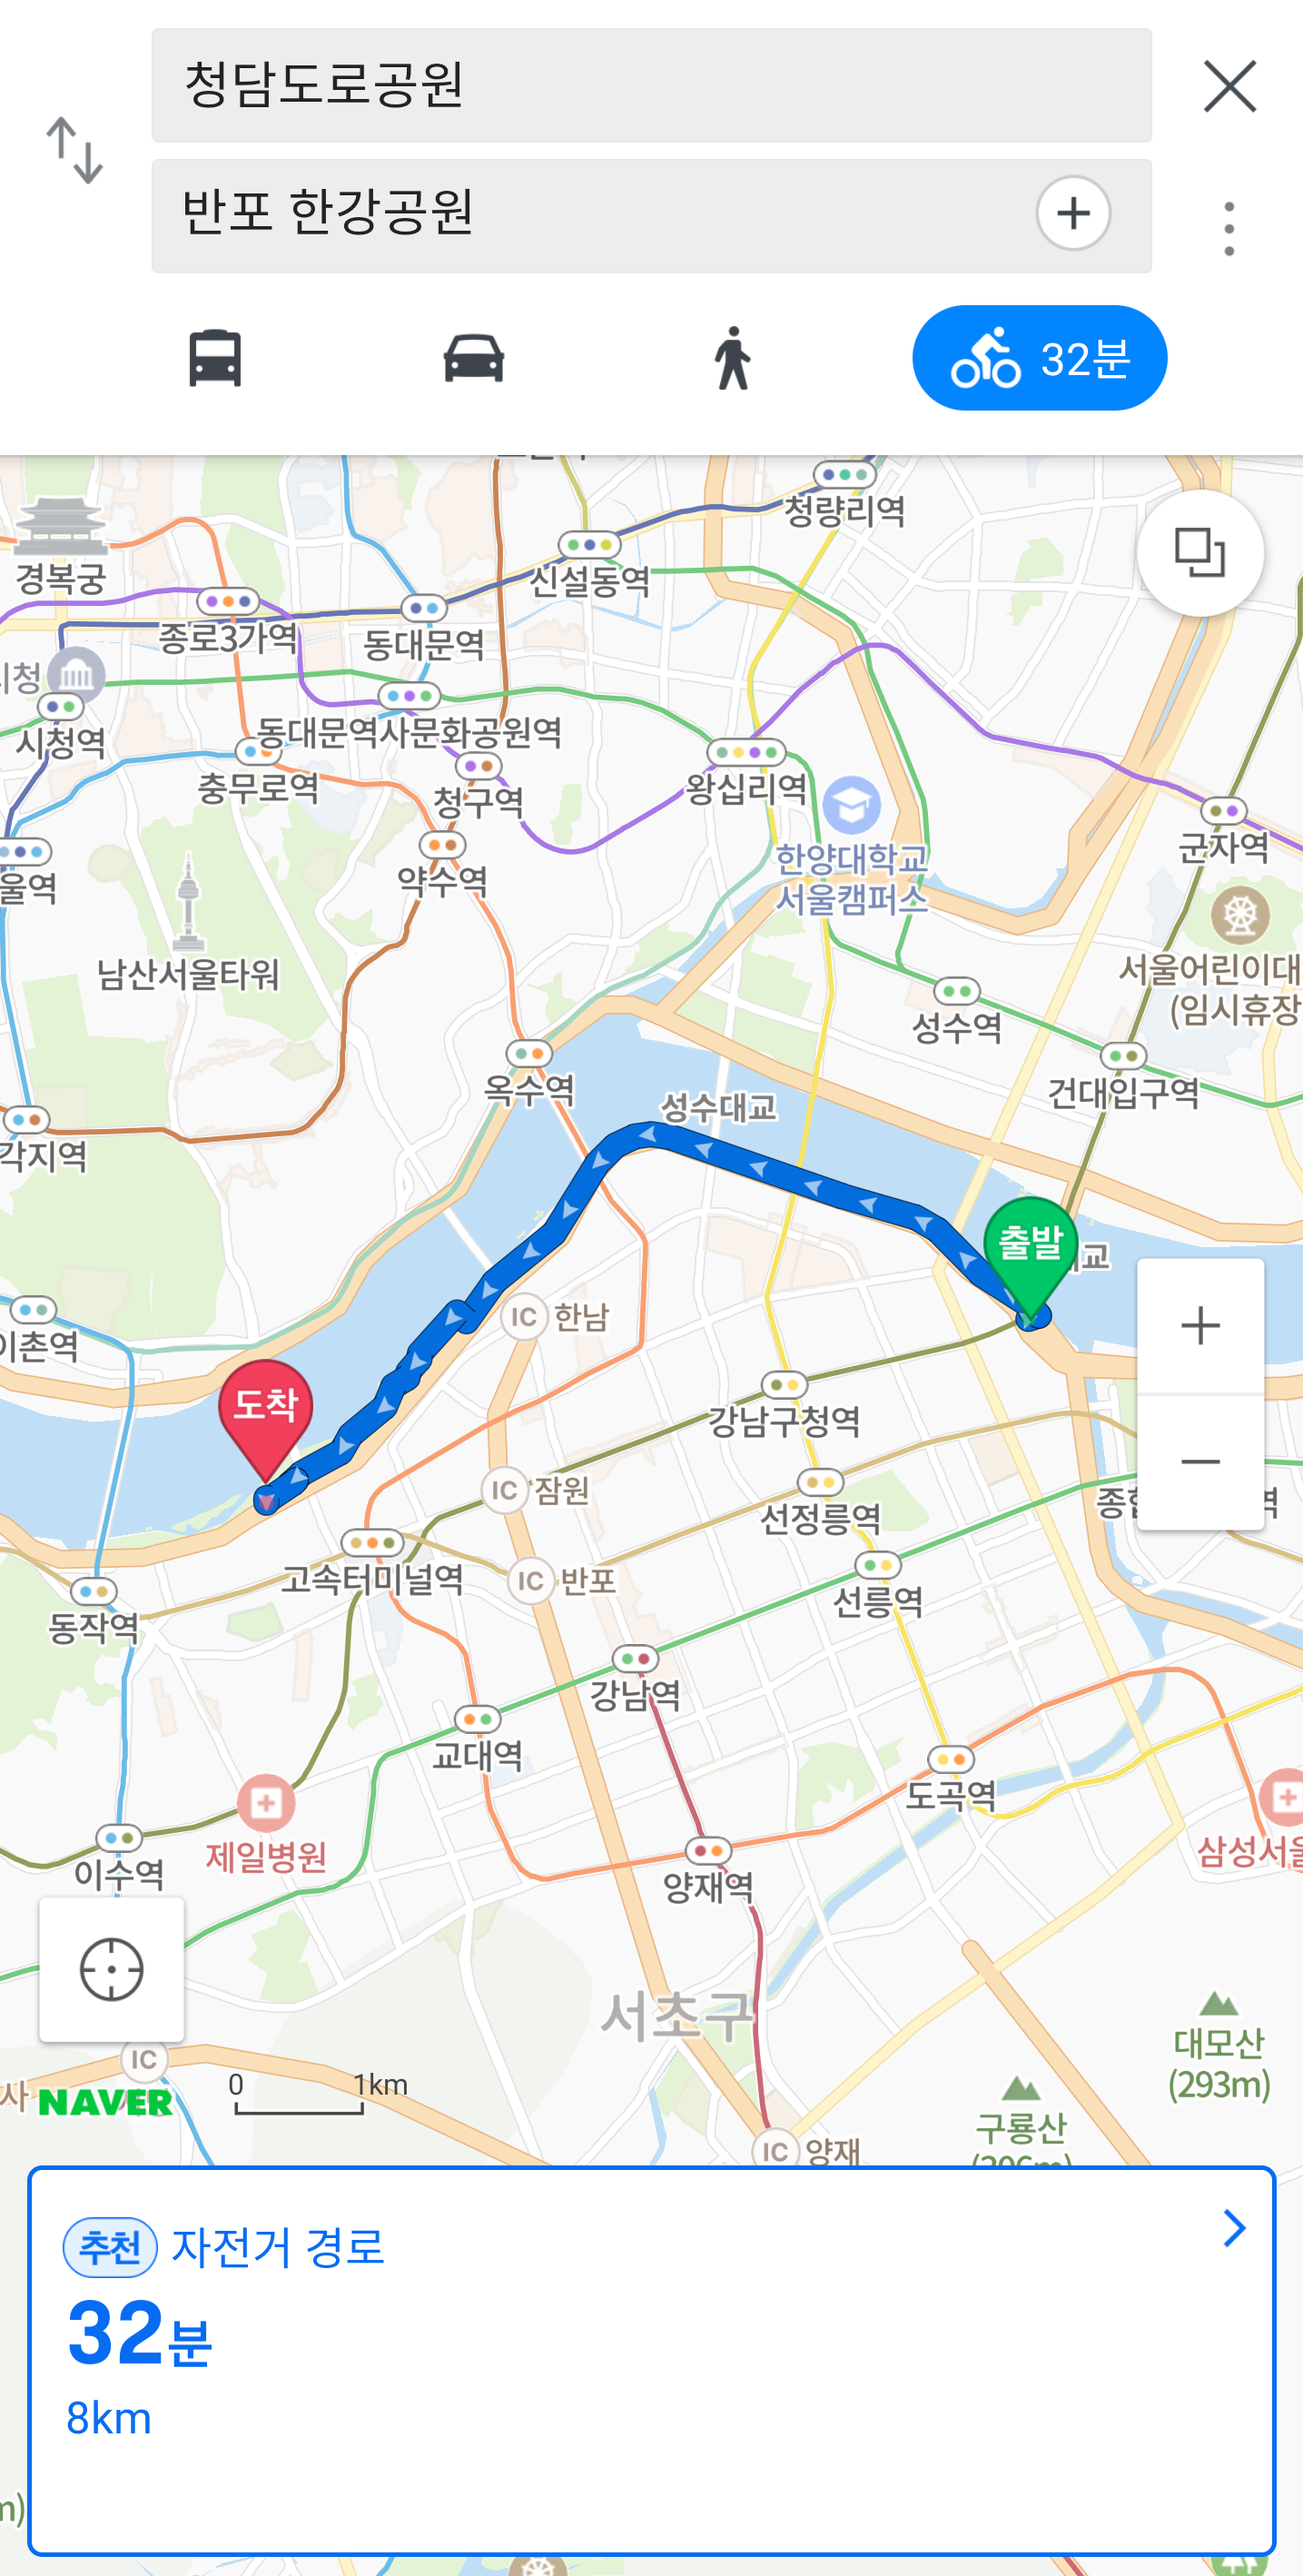 청담도로공원
반포 한강공원
32분
청량리역
신설동역
경복궁
종로3가역
동대문역
시청역
동대문역사문화공원역
충무로역
청구역
왕십리역
한양대학교
서울캠퍼스
군자역
울역
약수역
남산서울타워
서울어린이대
(임시휴장
성수역
옥수역
건대입구역
성수대교
각지역
출발
교
IC 한남
이촌역
도착
강남구청역
IC 잠원
선정릉역
고속터미널역
IC 반포
선릉역
동작역
강남역
교대역
도곡역
제일병원
삼성서울
이수역
양재역
서초구
대모산
(293m)
IC
사
NAVER
0 1km
구룡산
IC 양재
추천 자전거 경로
32분
8km
m)